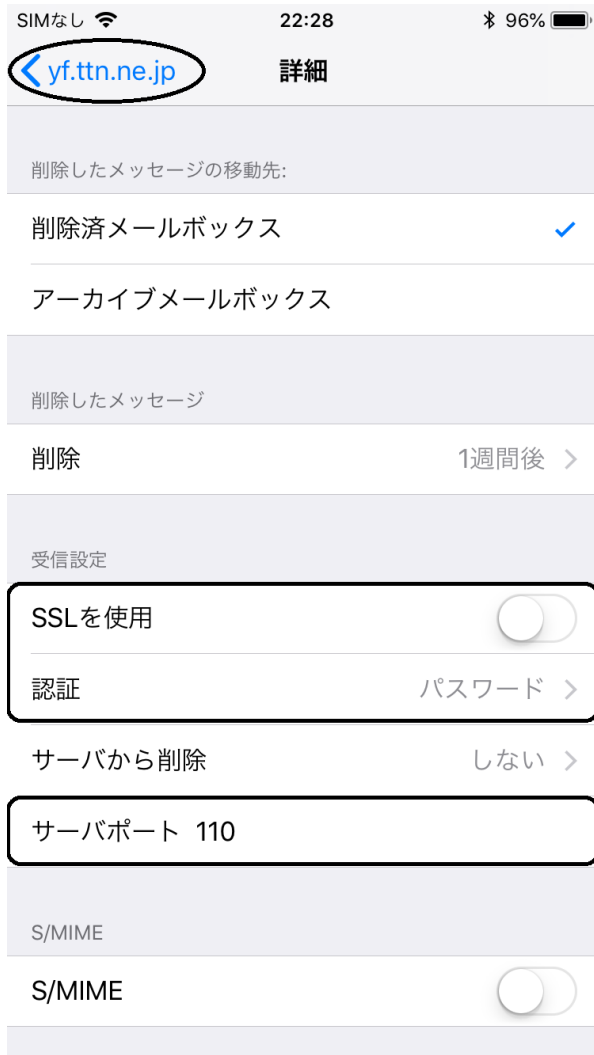 SIMなし 22:28 96%
yf.ttn.ne.jp 詳細
削除したメッセージの移動先:
削除済メールボックス
アーカイブメールボックス
削除したメッセージ
削除 1週間後
受信設定
SSLを使用
認証 パスワード
サーバから削除 しない
サーバポート 110
S/MIME
S/MIME